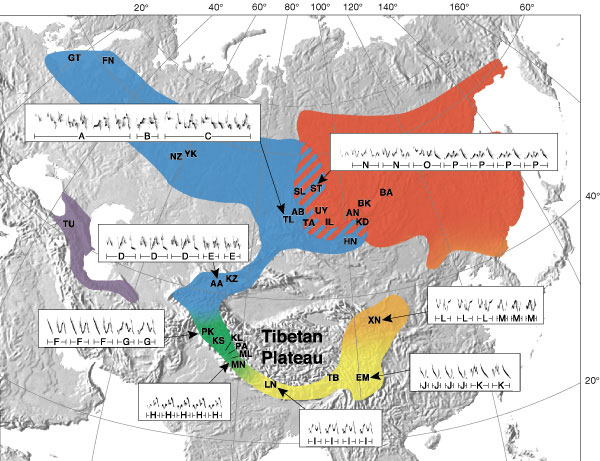 20° 40° 60° 80° 100° 120° 140° 160° 60°
GT FN
A B C
NZ YK
N N O P P P P
SL ST
BA
BK
AB UY AN
TL TA IL KD
HN
40°
TU
D D D E E
AA KZ
F F F G G
PK
KS KL
PA
ML
MN
Tibetan
Plateau
XN
L L L M M M
H H H H H
LN
TB EM
J J J J K K
20°
I I I I